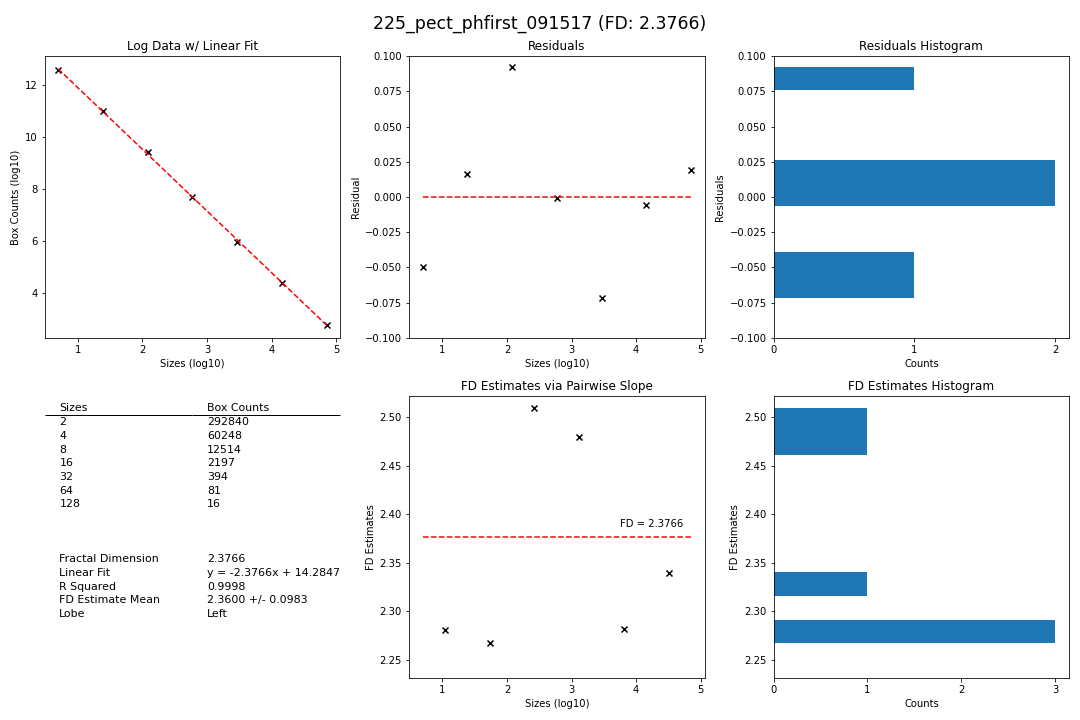 225_pect_phfirst_091517 (FD: 2.3766)
Log Data w/ Linear Fit
12
10
8
6
4
Box Counts (log10)
1 2 3 4 5
Sizes (log10)
Residuals
0.100
0.075
0.050
0.025
0.000
−0.025
−0.050
−0.075
−0.100
Residual
1 2 3 4 5
Sizes (log10)
Residuals Histogram
0.100
0.075
0.050
0.025
0.000
−0.025
−0.050
−0.075
−0.100
Residuals
0 1 2
Counts
Sizes Box Counts
2 292840
4 60248
8 12514
16 2197
32 394
64 81
128 16
Fractal Dimension 2.3766
Linear Fit y = -2.3766x + 14.2847
R Squared 0.9998
FD Estimate Mean 2.3600 +/- 0.0983
Lobe Left
FD Estimates via Pairwise Slope
2.50
2.45
2.40
2.35
2.30
2.25
FD Estimates
FD = 2.3766
1 2 3 4 5
Sizes (log10)
FD Estimates Histogram
2.50
2.45
2.40
2.35
2.30
2.25
FD Estimates
0 1 2 3
Counts